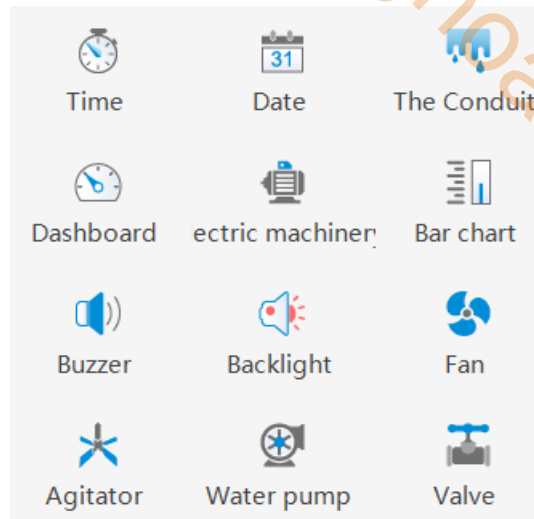 31
Time Date The Conduit
Dashboard ectric machiner Bar chart
Buzzer Backlight Fan
Agitator Water pump Valve